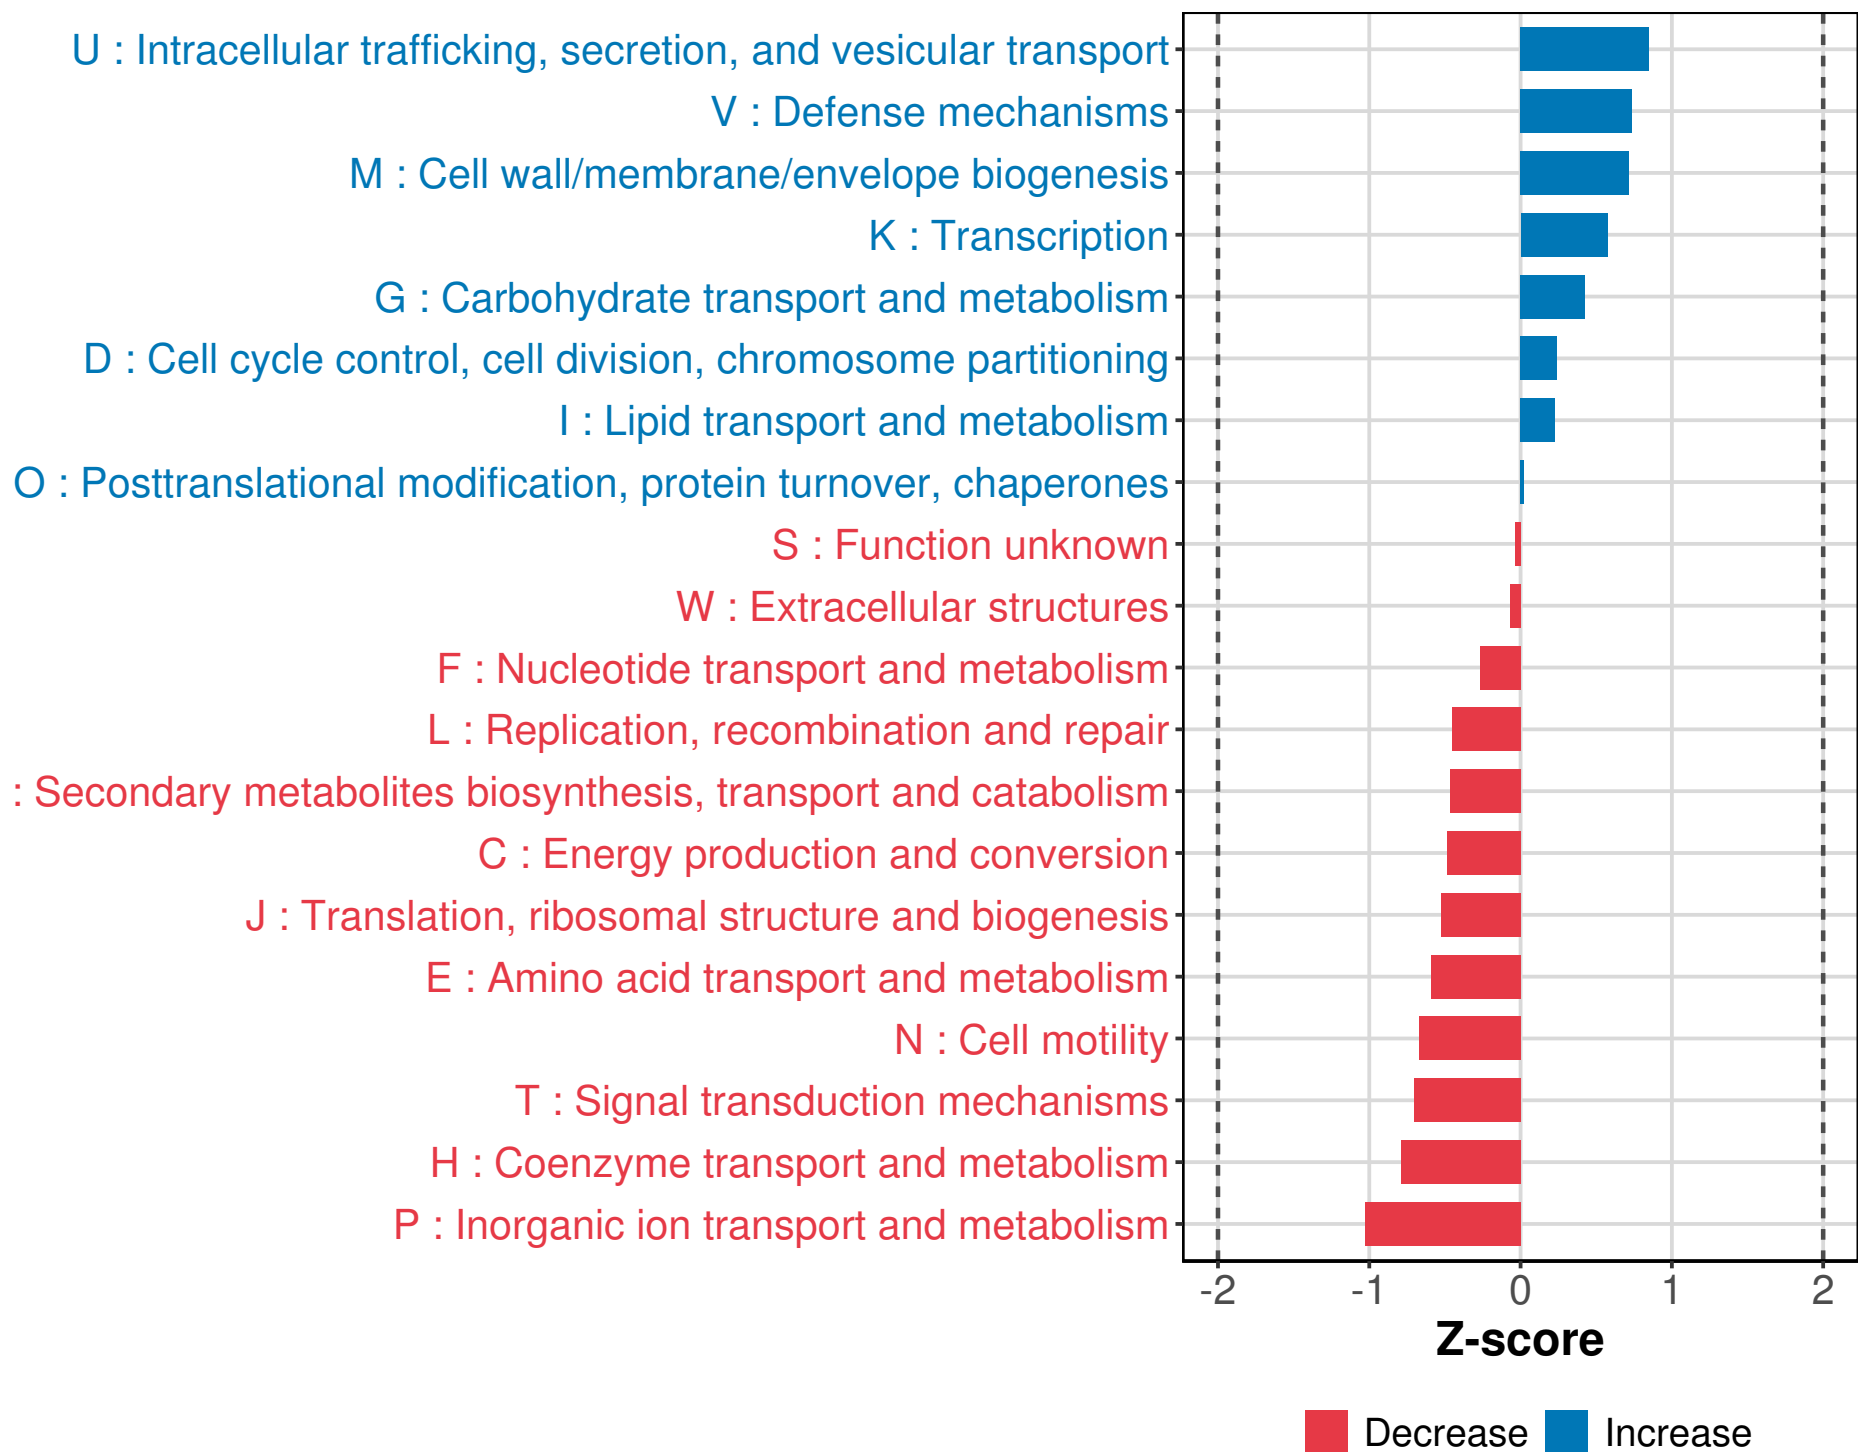 U : Intracellular trafficking, secretion, and vesicular transport
V : Defense mechanisms
M : Cell wall/membrane/envelope biogenesis
K : Transcription
G : Carbohydrate transport and metabolism
D : Cell cycle control, cell division, chromosome partitioning
I : Lipid transport and metabolism
O : Posttranslational modification, protein turnover, chaperones
S : Function unknown
W : Extracellular structures
F : Nucleotide transport and metabolism
L : Replication, recombination and repair
: Secondary metabolites biosynthesis, transport and catabolism
C : Energy production and conversion
J : Translation, ribosomal structure and biogenesis
E : Amino acid transport and metabolism
N : Cell motility
T : Signal transduction mechanisms
H : Coenzyme transport and metabolism
P : Inorganic ion transport and metabolism
-2 -1 0 1 2
Z-score
Decrease Increase